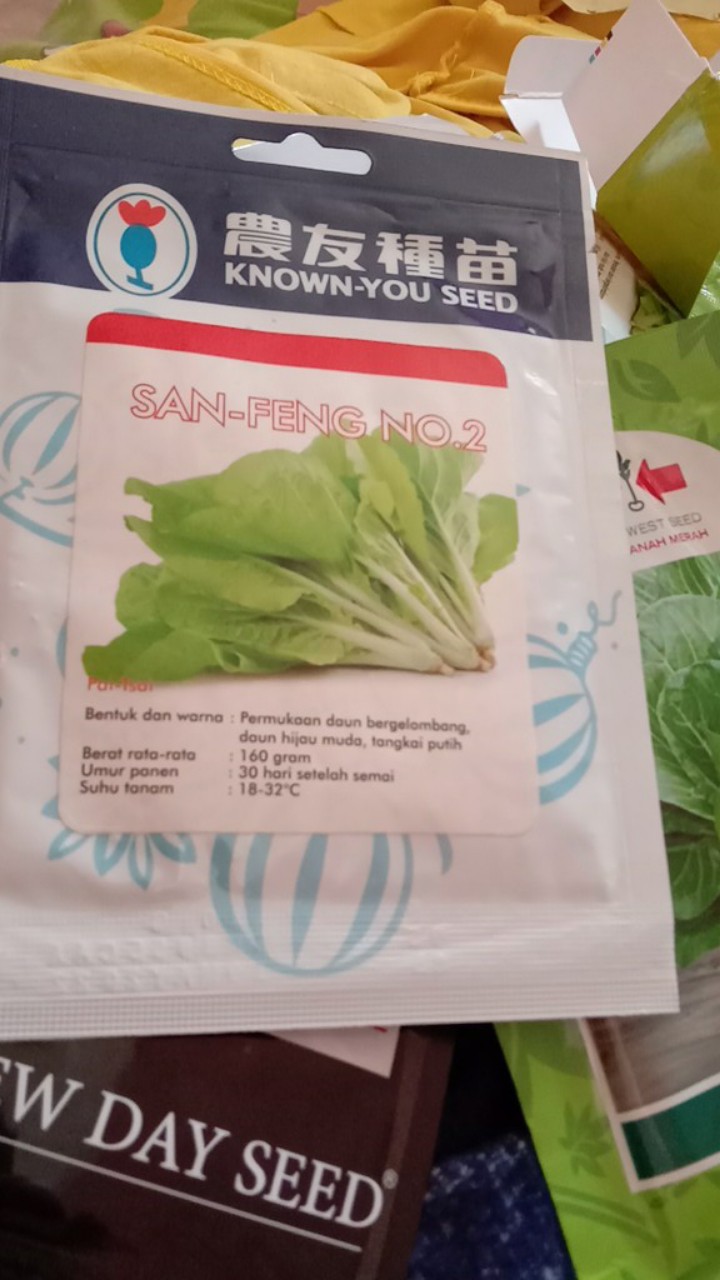 農友種苗
KNOWN-YOU SEED
SAN-FENG NO.2
Pai-Tsai
Bentuk dan warna : Permukaan daun bergelombang,
daun hijau muda, tangkai putih
Berat rata-rata : 160 gram
Umur panen : 30 hari setelah semai
Suhu tanam : 18-32°C
WEST SEED
ANAH MERAH
EW DAY SEED®